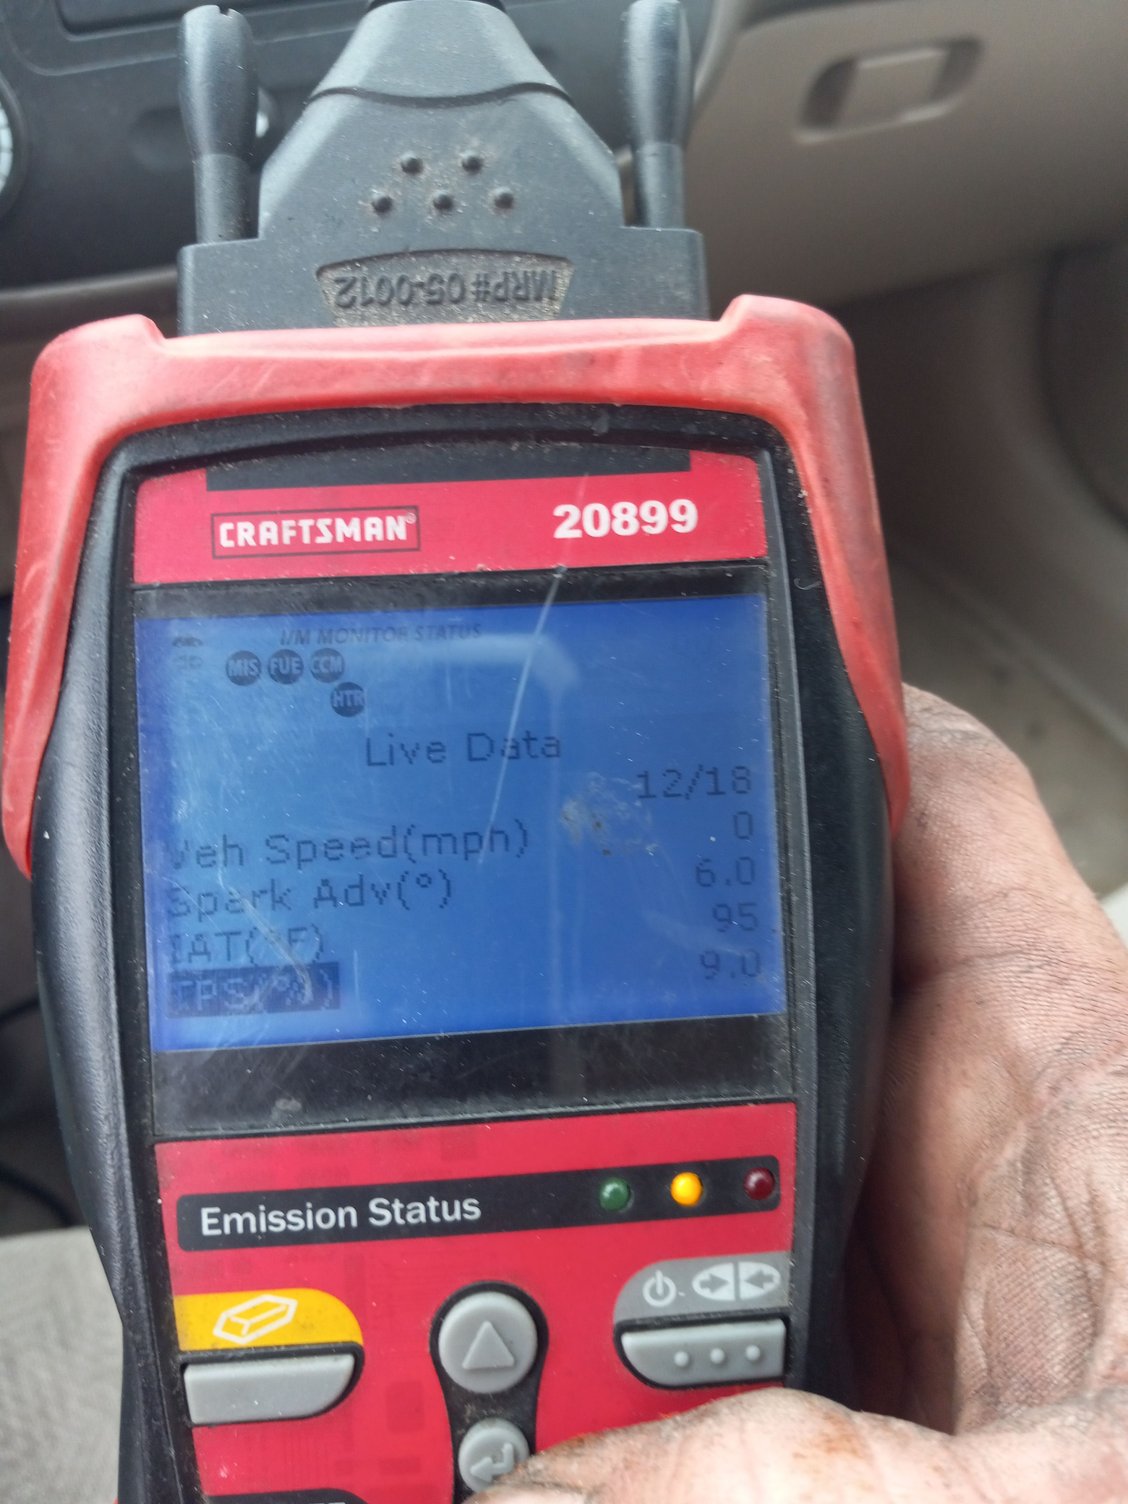 MRP# 05-0012
CRAFTSMAN® 20899
I/M MONITOR STATUS
MIS FUE CCM
HTR
Live Data
12/18
Veh Speed(mph) 0
Spark Adv(°) 6.0
IAT(°F) 95
TPS(%) 9.0
Emission Status